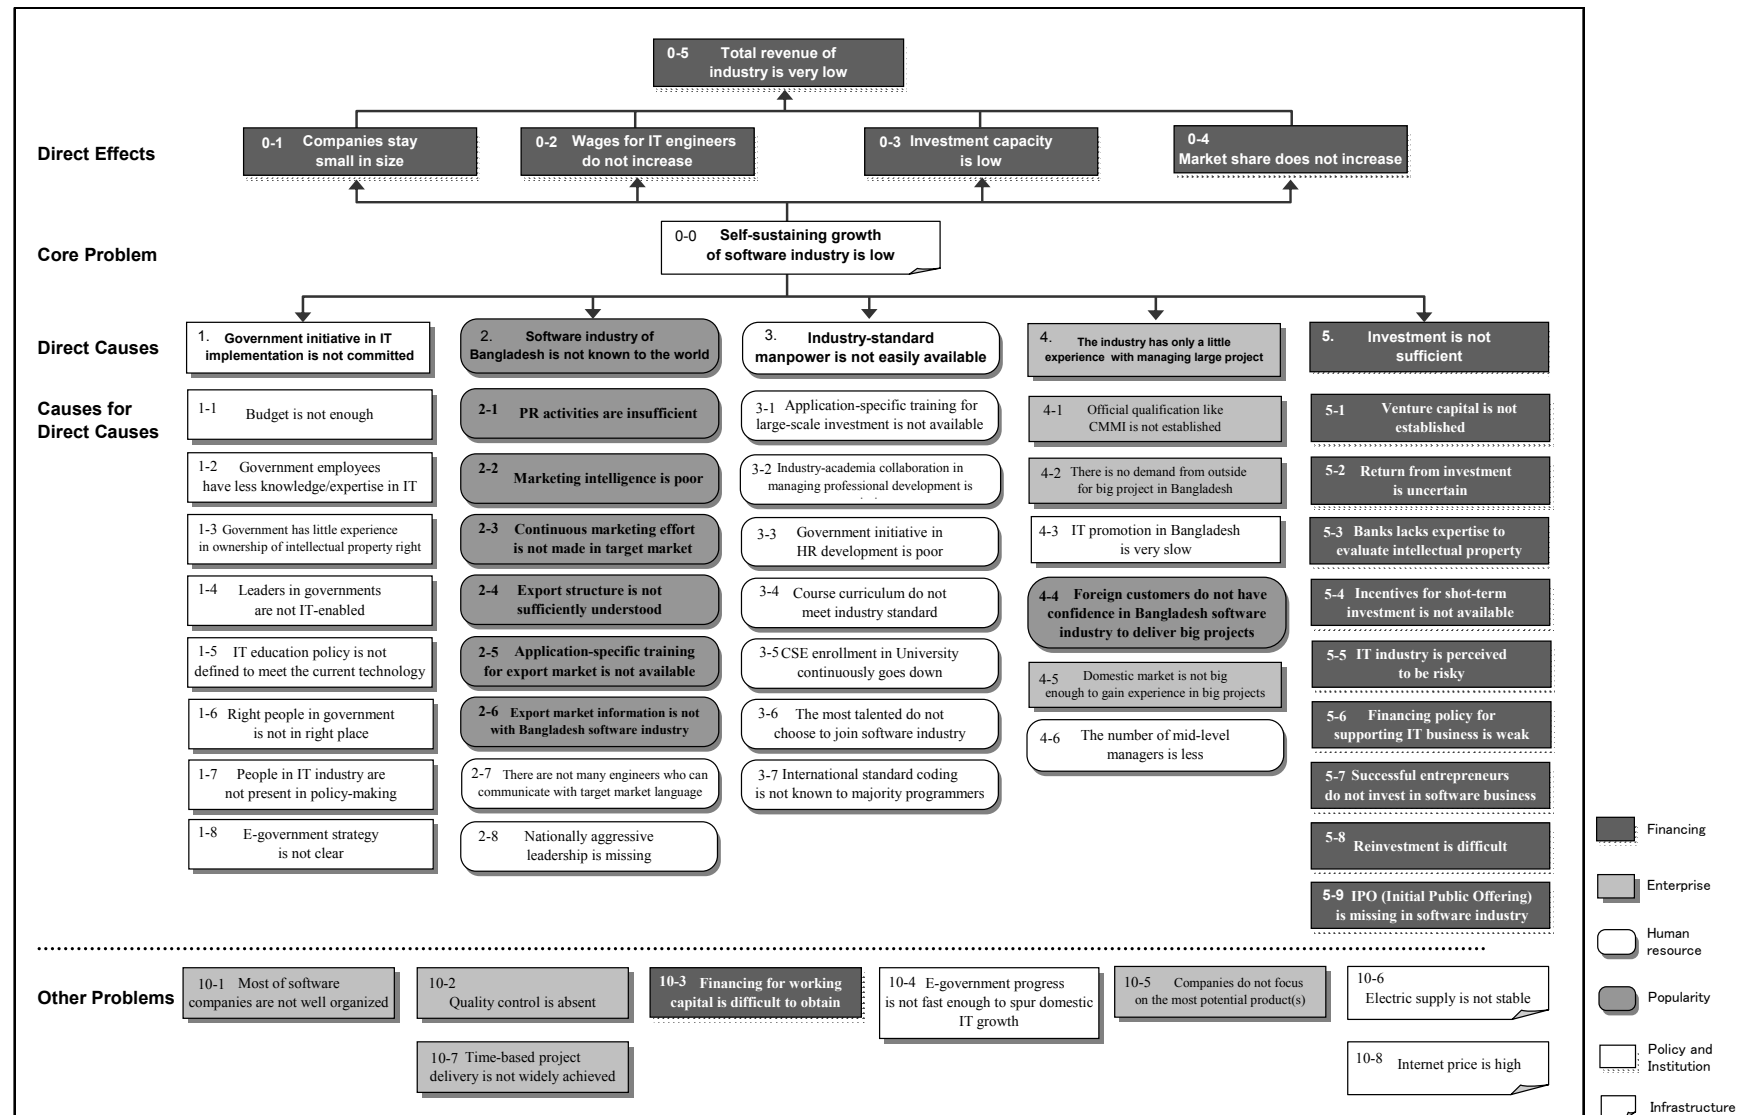 0-5 Total revenue of
industry is very low
Direct Effects
0-1 Companies stay
small in size
0-2 Wages for IT engineers
do not increase
0-3 Investment capacity
is low
0-4
Market share does not increase
Core Problem
0-0 Self-sustaining growth
of software industry is low
Direct Causes
1. Government initiative in IT
implementation is not committed
2. Software industry of
Bangladesh is not known to the world
3. Industry-standard
manpower is not easily available
4. The industry has only a little
experience with managing large project
5. Investment is not
sufficient
Causes for
Direct Causes
1-1 Budget is not enough
1-2 Government employees
have less knowledge/expertise in IT
1-3 Government has little experience
in ownership of intellectual property right
1-4 Leaders in governments
are not IT-enabled
1-5 IT education policy is not
defined to meet the current technology
1-6 Right people in government
is not in right place
1-7 People in IT industry are
not present in policy-making
1-8 E-government strategy
is not clear
2-1 PR activities are insufficient
2-2
Marketing intelligence is poor
2-3 Continuous marketing effort
is not made in target market
2-4 Export structure is not
sufficiently understood
2-5 Application-specific training
for export market is not available
2-6 Export market information is not
with Bangladesh software industry
2-7 There are not many engineers who can
communicate with target market language
2-8 Nationally aggressive
leadership is missing
3-1 Application-specific training for
large-scale investment is not available
3-2 Industry-academia collaboration in
managing professional development is
3-3 Government initiative in
HR development is poor
3-4 Course curriculum do not
meet industry standard
3-5 CSE enrollment in University
continuously goes down
3-6 The most talented do not
choose to join software industry
3-7 International standard coding
is not known to majority programmers
4-1 Official qualification like
CMMI is not established
4-2 There is no demand from outside
for big project in Bangladesh
4-3 IT promotion in Bangladesh
is very slow
4-4 Foreign customers do not have
confidence in Bangladesh software
industry to deliver big projects
4-5 Domestic market is not big
enough to gain experience in big projects
4-6 The number of mid-level
managers is less
5-1 Venture capital is not
established
5-2 Return from investment
is uncertain
5-3 Banks lacks expertise to
evaluate intellectual property
5-4 Incentives for shot-term
investment is not available
5-5 IT industry is perceived
to be risky
5-6 Financing policy for
supporting IT business is weak
5-7 Successful entrepreneurs
do not invest in software business
5-8
Reinvestment is difficult
5-9 IPO (Initial Public Offering)
is missing in software industry
Other Problems
10-1 Most of software
companies are not well organized
10-2
Quality control is absent
10-3 Financing for working
capital is difficult to obtain
10-4 E-government progress
is not fast enough to spur domestic
IT growth
10-5 Companies do not focus
on the most potential product(s)
10-6
Electric supply is not stable
10-7 Time-based project
delivery is not widely achieved
10-8 Internet price is high
Financing
Enterprise
Human
resource
Popularity
Policy and
Institution
Infrastructure